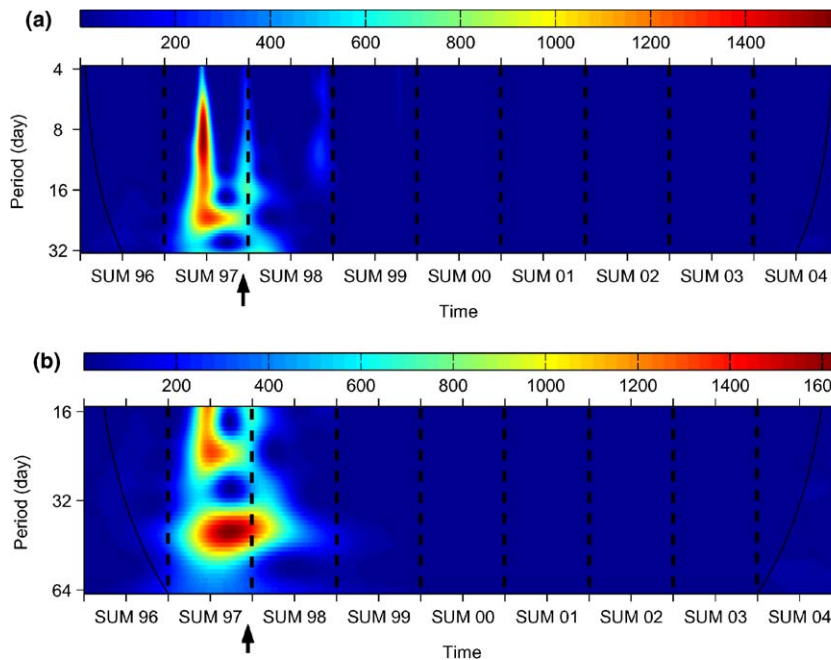 (a)
200 400 600 800 1000 1200 1400
4
8
16
32
Period (day)
SUM 96 SUM 97 SUM 98 SUM 99 SUM 00 SUM 01 SUM 02 SUM 03 SUM 04
Time
(b)
200 400 600 800 1000 1200 1400 1600
16
32
64
Period (day)
SUM 96 SUM 97 SUM 98 SUM 99 SUM 00 SUM 01 SUM 02 SUM 03 SUM 04
Time